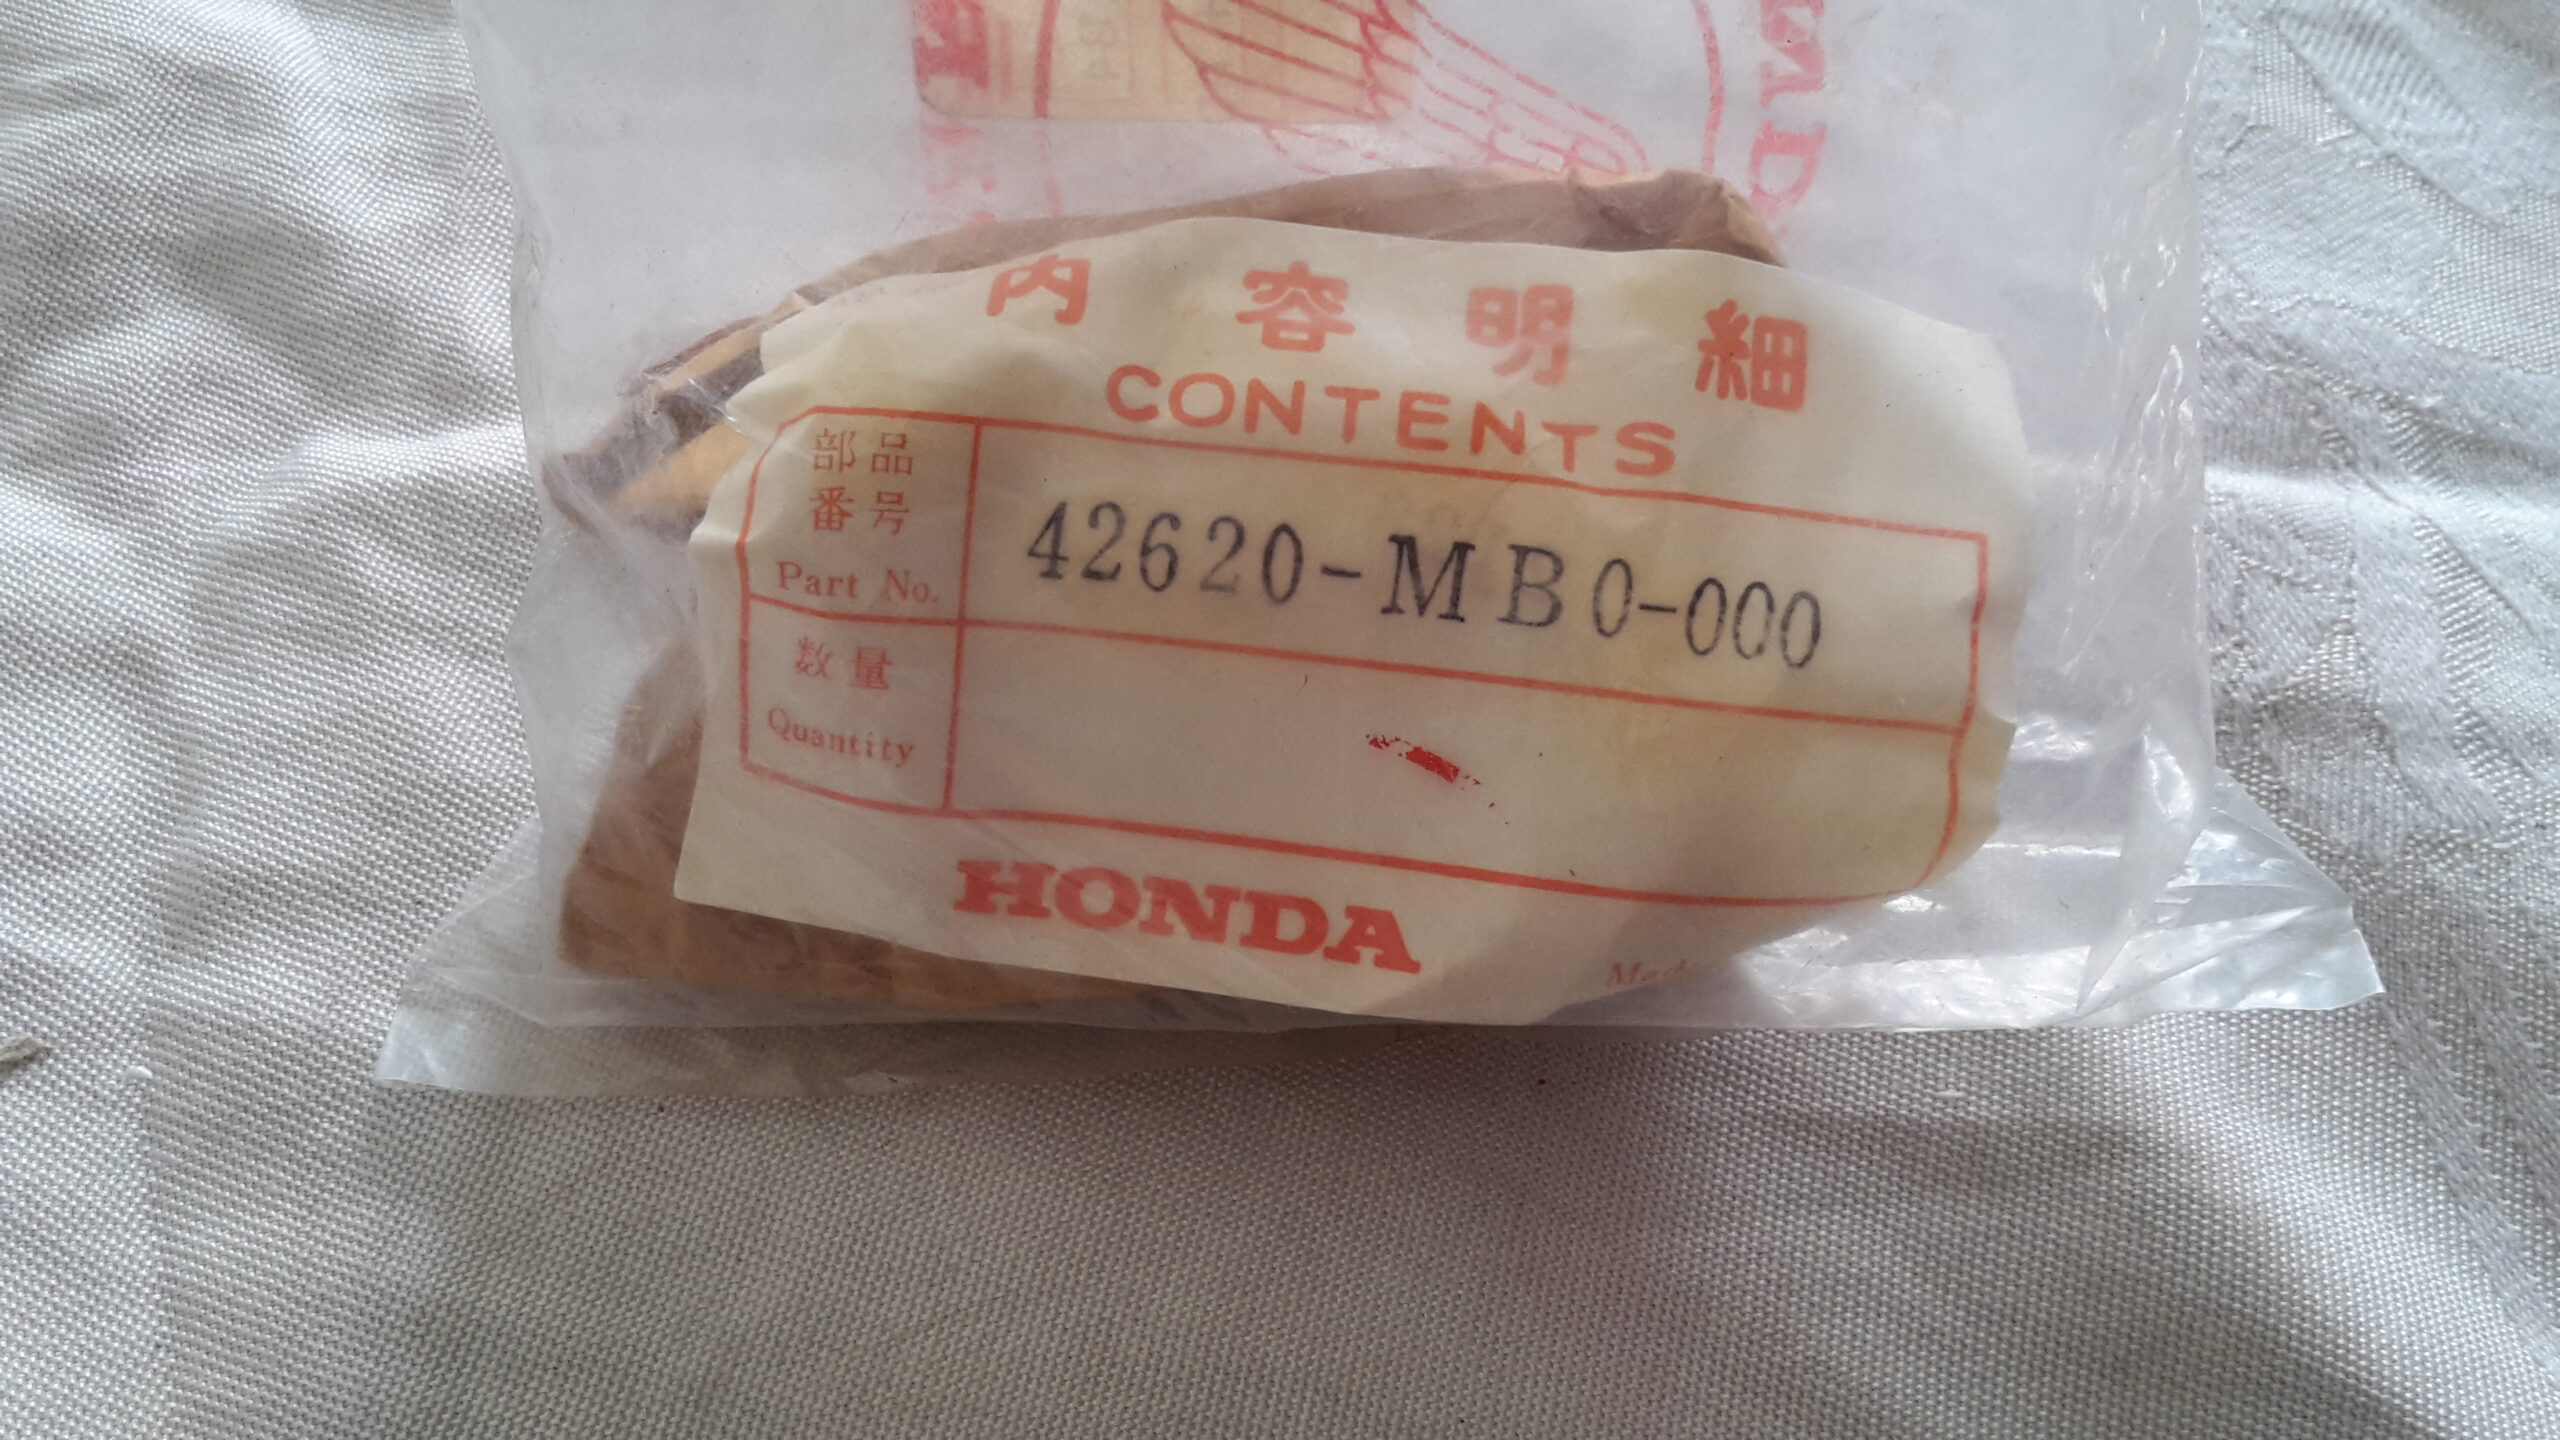 内容明細
CONTENTS
部品
番号
Part No.
42620-MB0-000
数量
Quantity
HONDA